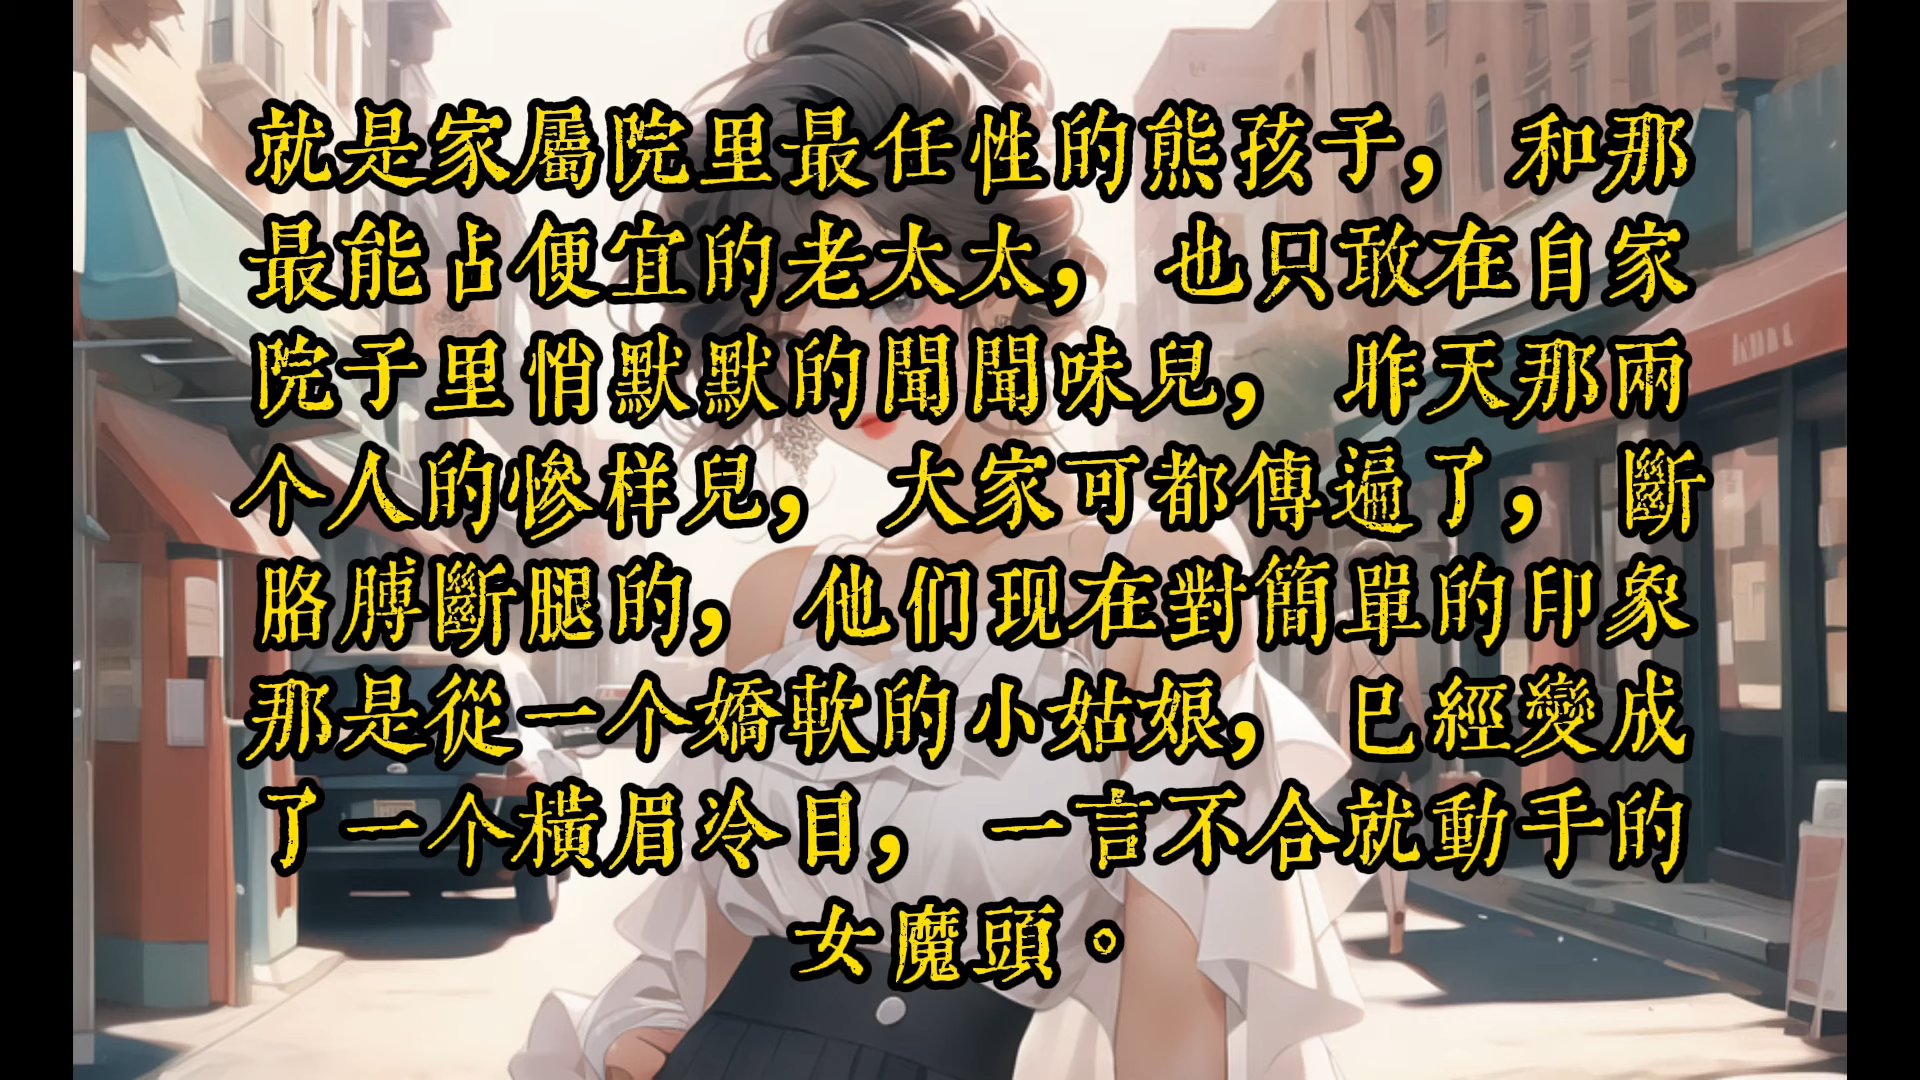 就是家屬院里最任性的熊孩子，和那
最能占便宜的老太太，也只敢在自家
院子里悄默默的聞聞味兒，昨天那兩
个人的慘样兒，大家可都傳遍了，斷
胳膊斷腿的，他们现在對簡單的印象
那是從一个嬌軟的小姑娘，已經變成
了一个橫眉冷目，一言不合就動手的
女魔頭。